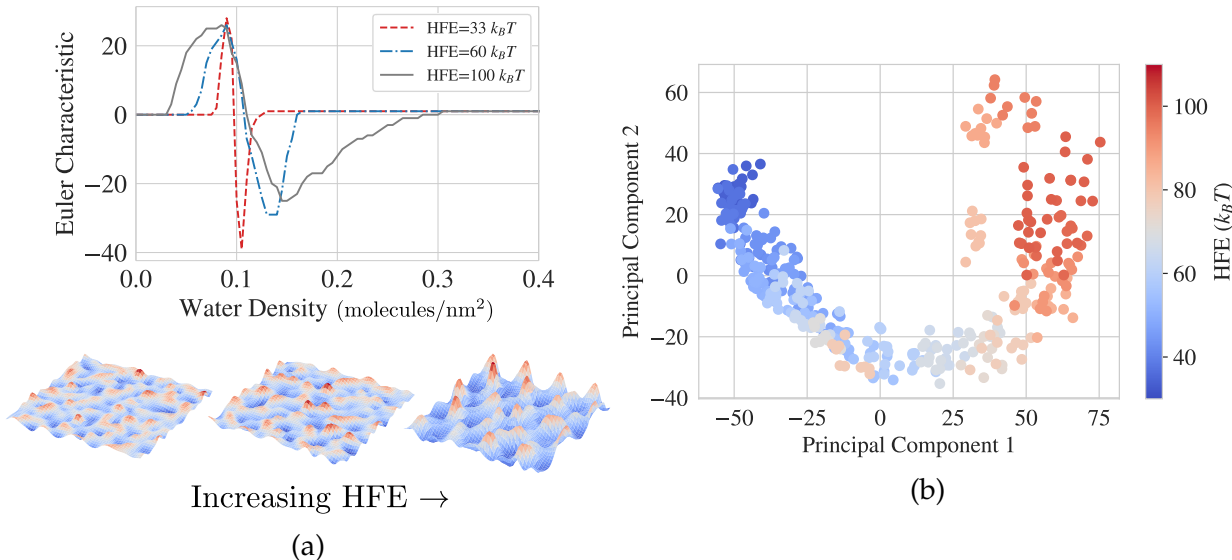 HFE=33 k_BT
HFE=60 k_BT
HFE=100 k_BT
Euler Characteristic
20
0
−20
−40
0.0 0.1 0.2 0.3 0.4
Water Density (molecules/nm²)
Increasing HFE →
(a)
Principal Component 2
60
40
20
0
−20
−40
−50 −25 0 25 50 75
Principal Component 1
100
80
60
40
HFE (k_BT)
(b)